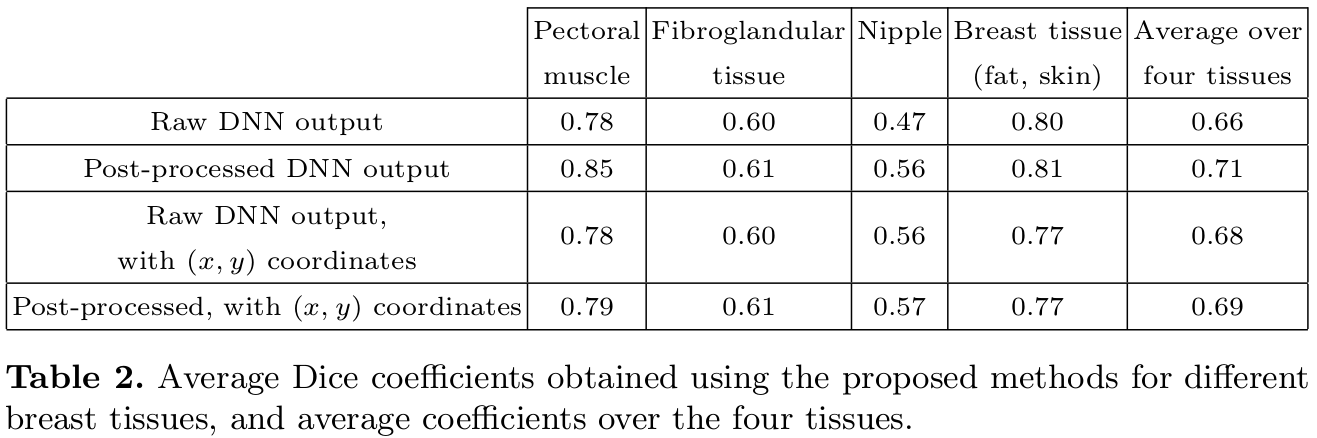 Pectoral Fibroglandular Nipple Breast tissue Average over
muscle tissue (fat, skin) four tissues
Raw DNN output 0.78 0.60 0.47 0.80 0.66
Post-processed DNN output 0.85 0.61 0.56 0.81 0.71
Raw DNN output,
with (x, y) coordinates 0.78 0.60 0.56 0.77 0.68
Post-processed, with (x, y) coordinates 0.79 0.61 0.57 0.77 0.69
Table 2. Average Dice coefficients obtained using the proposed methods for different
breast tissues, and average coefficients over the four tissues.